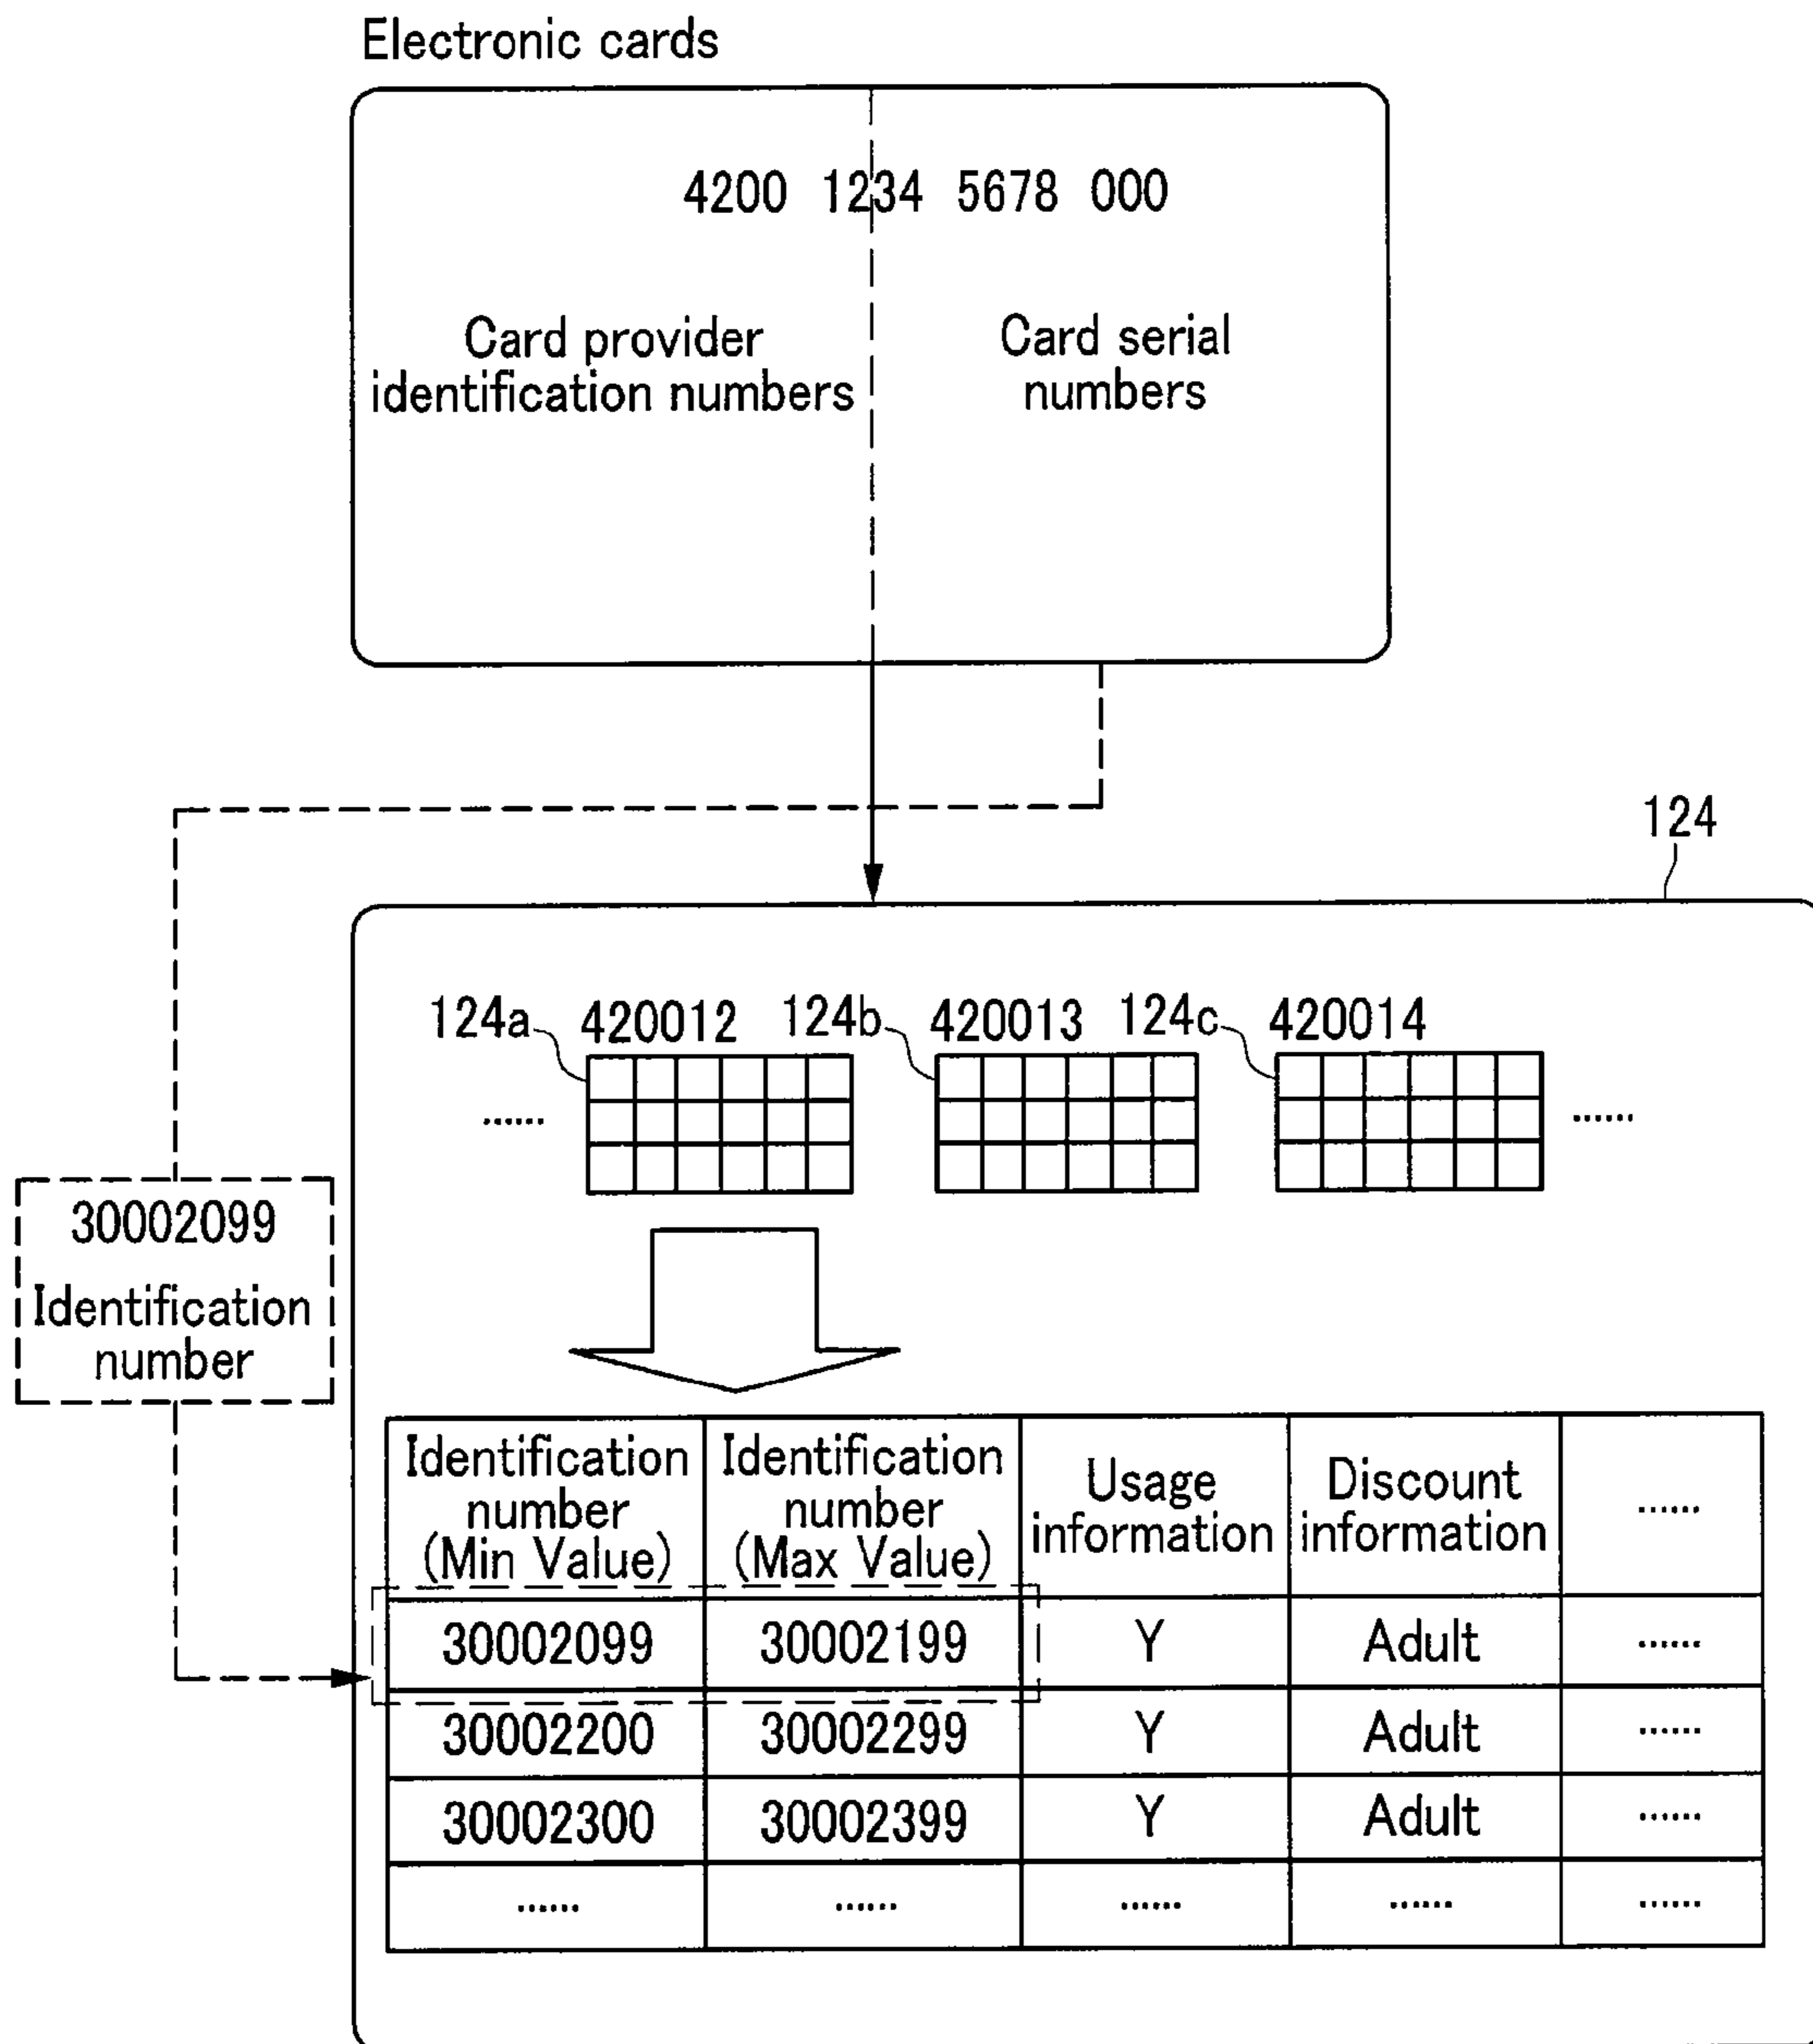 Electronic cards
4200 1234 5678 000
Card provider
identification numbers
Card serial
numbers
124
124a 420012 124b 420013 124c 420014
...... ......
30002099
Identification
number
Identification
number
(Min Value)
Identification
number
(Max Value)
Usage
information
Discount
information
......
30002099 30002199 Y Adult ......
30002200 30002299 Y Adult ......
30002300 30002399 Y Adult ......
...... ...... ...... ...... ......